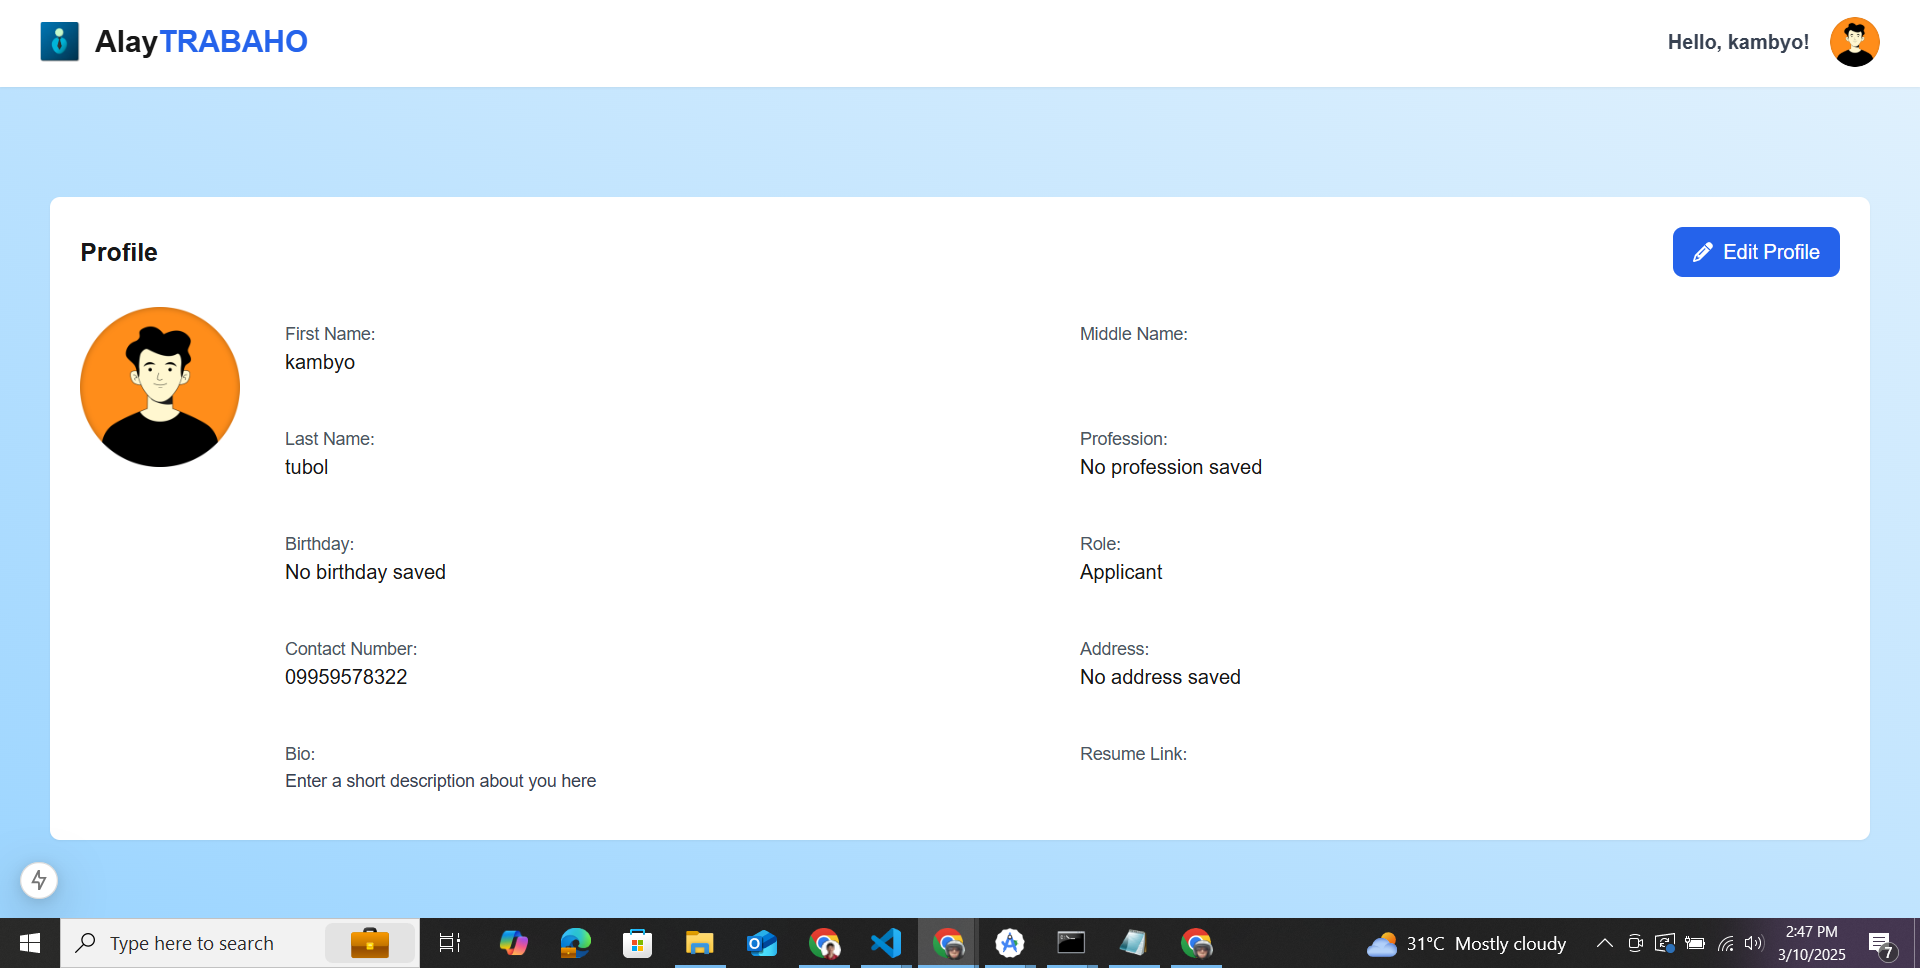 AlayTRABAHO
Hello, kambyo!
Profile
Edit Profile
First Name:
kambyo
Middle Name:
Last Name:
tubol
Profession:
No profession saved
Birthday:
No birthday saved
Role:
Applicant
Contact Number:
09959578322
Address:
No address saved
Bio:
Enter a short description about you here
Resume Link:
Type here to search
31°C Mostly cloudy
2:47 PM
3/10/2025
7